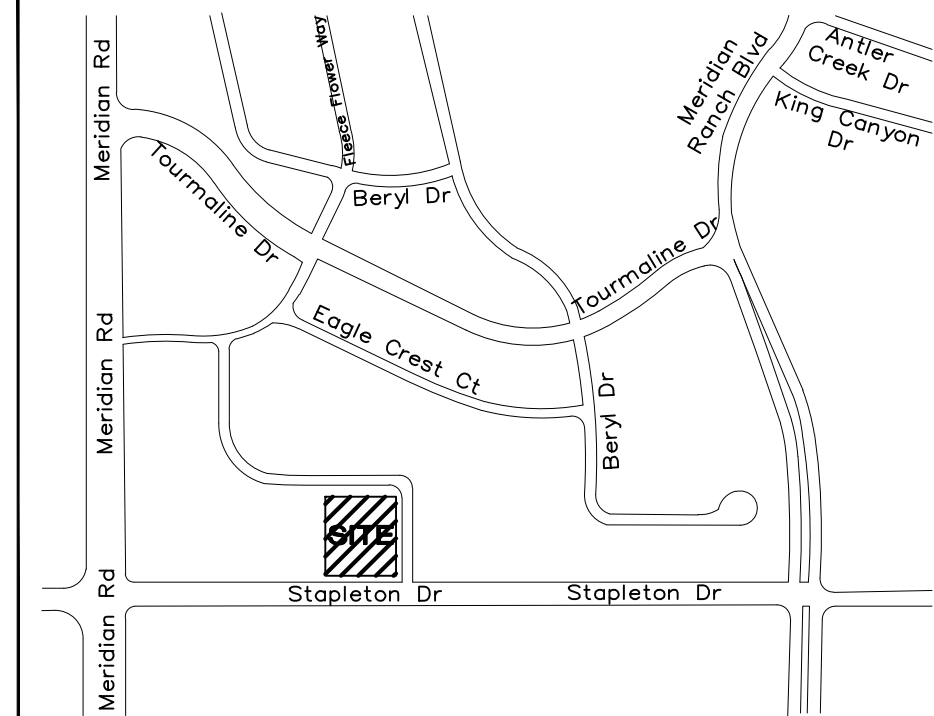 Meridian Rd
Fleece Flower Way
Meridian
Ranch Blvd
Antler
Creek Dr
King Canyon
Dr
Tourmaline Dr
Beryl Dr
Tourmaline Dr
Meridian Rd
Eagle Crest Ct
Beryl Dr
SITE
Meridian Rd
Stapleton Dr
Stapleton Dr
Meridian